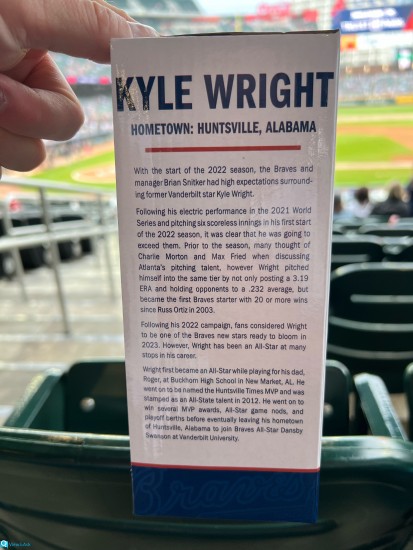 KYLE WRIGHT
HOMETOWN: HUNTSVILLE, ALABAMA
With the start of the 2022 season, the Braves and
manager Brian Snitker had high expectations surround-
ing former Vanderbilt star Kyle Wright.
Following his electric performance in the 2021 World
Series and pitching six scoreless innings in his first start
of the 2022 season, it was clear that he was going to
exceed them. Prior to the season, many thought of
Charlie Morton and Max Fried when discussing
Atlanta's pitching talent, however Wright pitched
himself into the same tier by not only posting a 3.19
ERA and holding opponents to a .232 average, but
became the first Braves starter with 20 or more wins
since Russ Ortiz in 2003.
Following his 2022 campaign, fans considered Wright
to be one of the Braves new stars ready to bloom in
2023. However, Wright has been an All-Star at many
stops in his career.
Wright first became an All-Star while playing for his dad,
Roger, at Buckhorn High School in New Market, AL. He
went on to be named the Huntsville Times MVP and was
stamped as an All-State talent in 2012. He went on to
win several MVP awards, All-Star game nods, and
playoff berths before eventually leaving his hometown
of Huntsville, Alabama to join Braves All-Star Dansby
Swanson at Vanderbilt University.
Braves